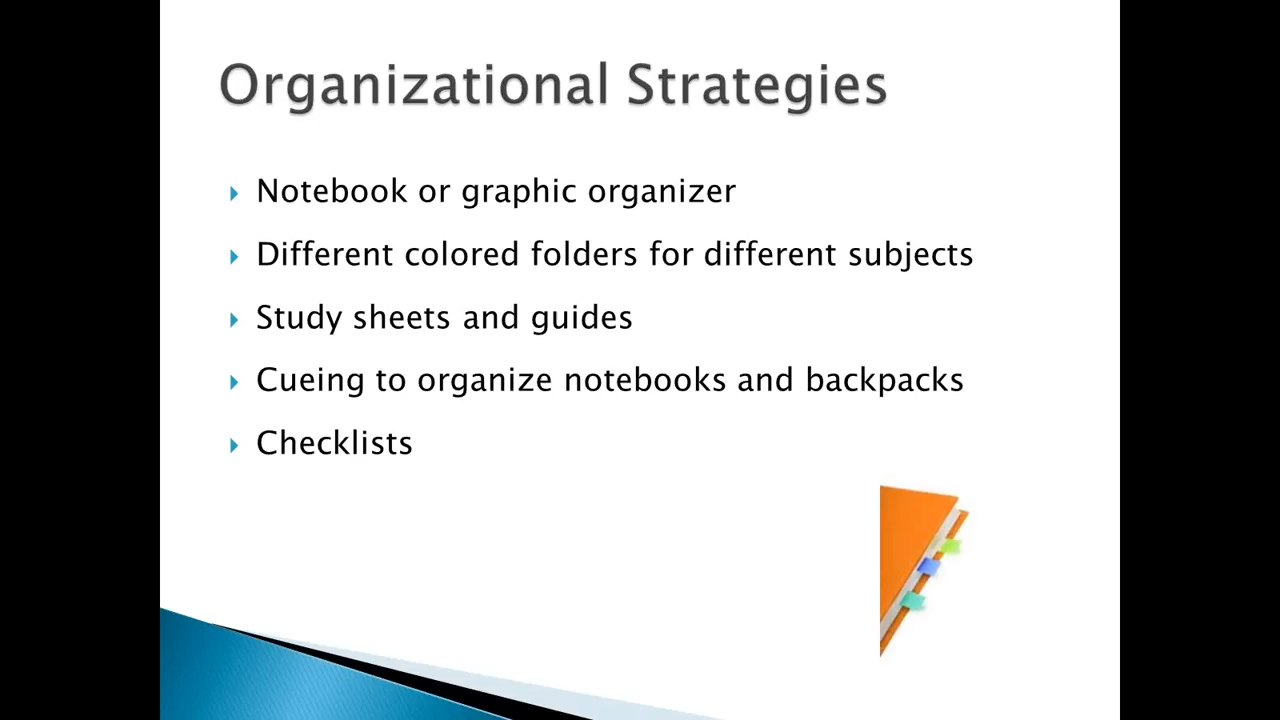 Organizational Strategies
Notebook or graphic organizer
Different colored folders for different subjects
Study sheets and guides
Cueing to organize notebooks and backpacks
Checklists